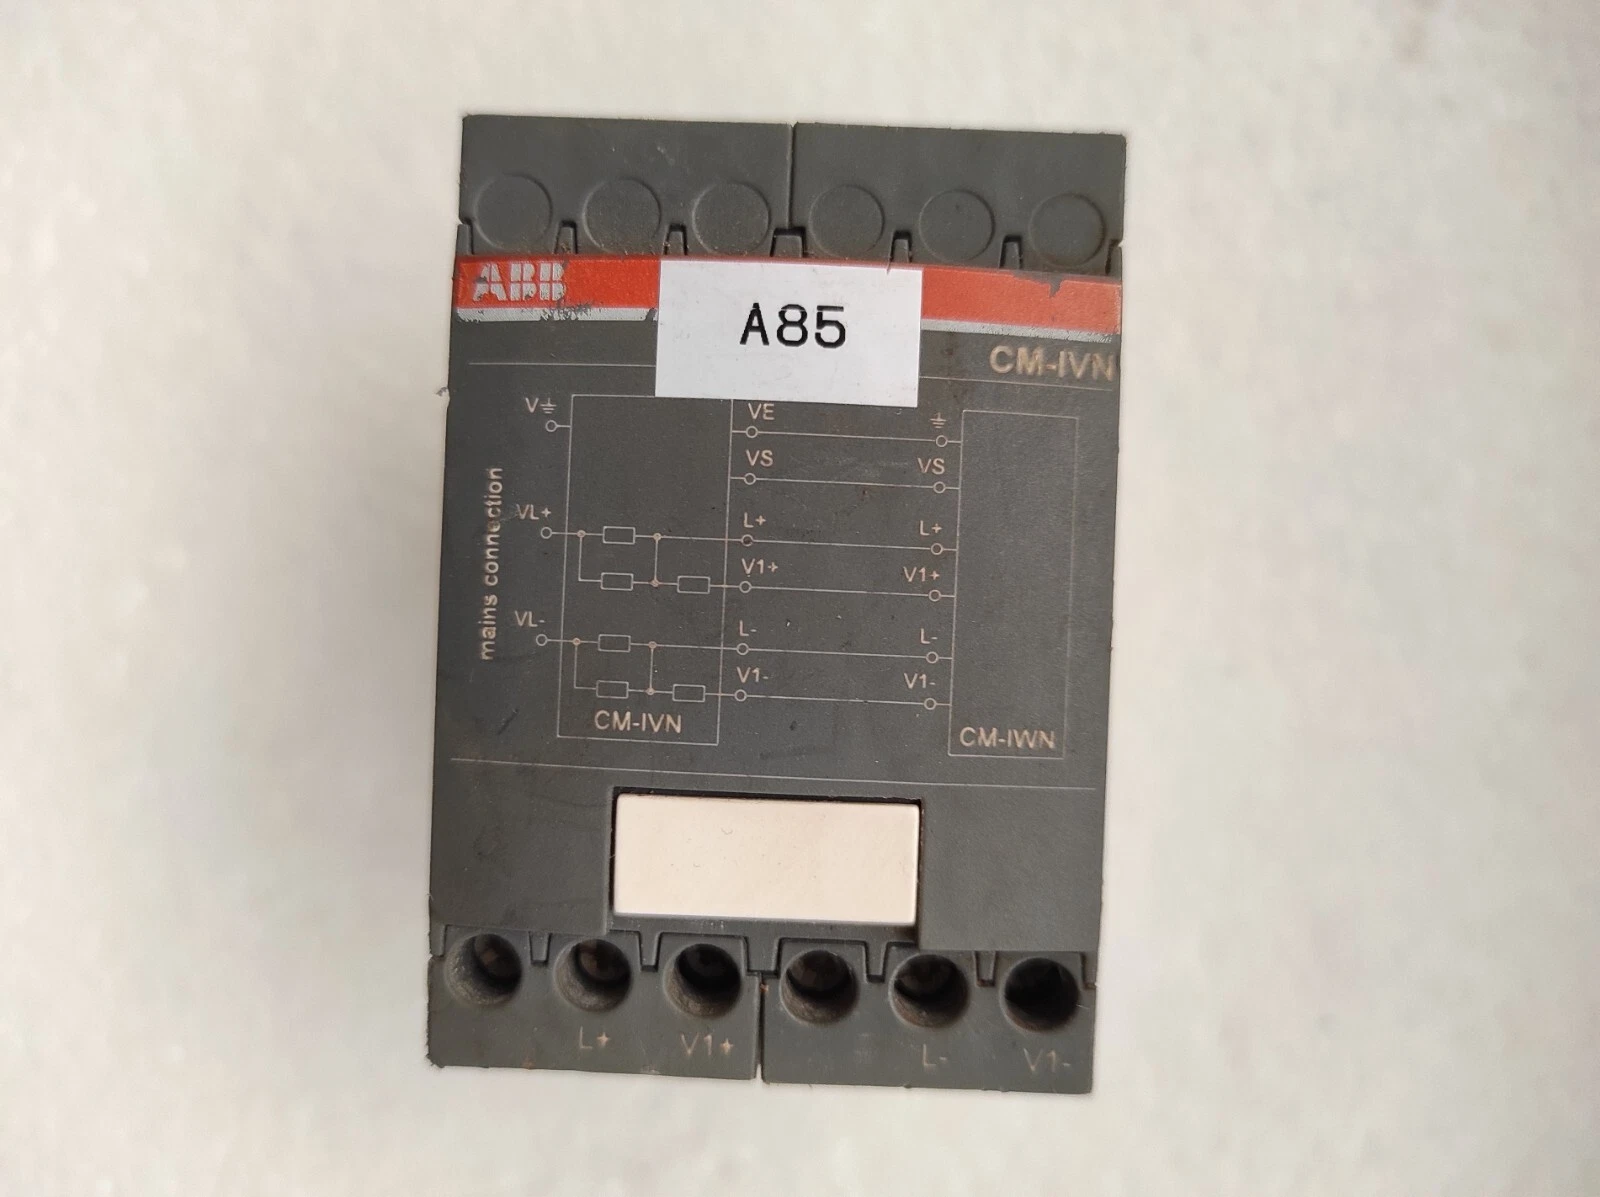 ABB
A85
CM-IVN
V
VE
VS
VS
mains connection
VL+
L+
L+
V1+
V1+
VL-
L-
L-
V1-
V1-
CM-IVN
CM-IWN
L+
V1+
L-
V1-